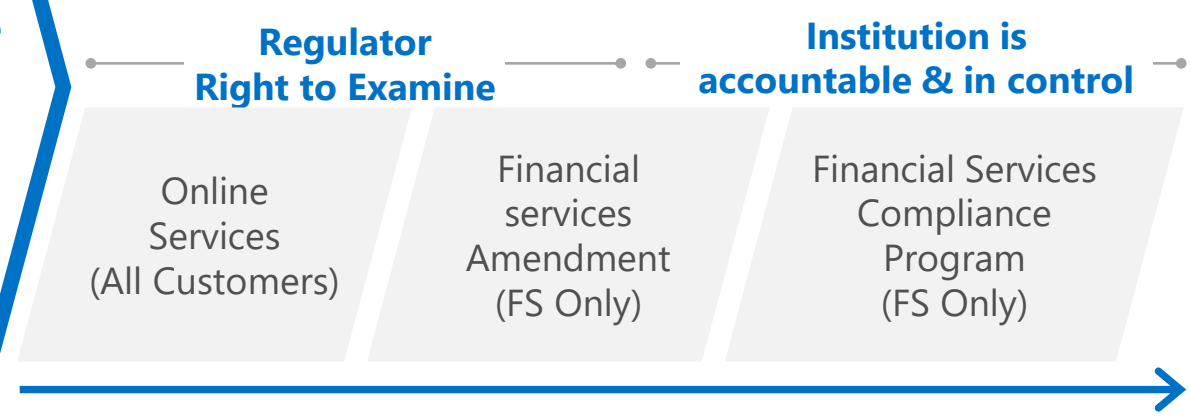 Regulator
Right to Examine
Institution is
accountable & in control
Online
Services
(All Customers)
Financial
services
Amendment
(FS Only)
Financial Services
Compliance
Program
(FS Only)